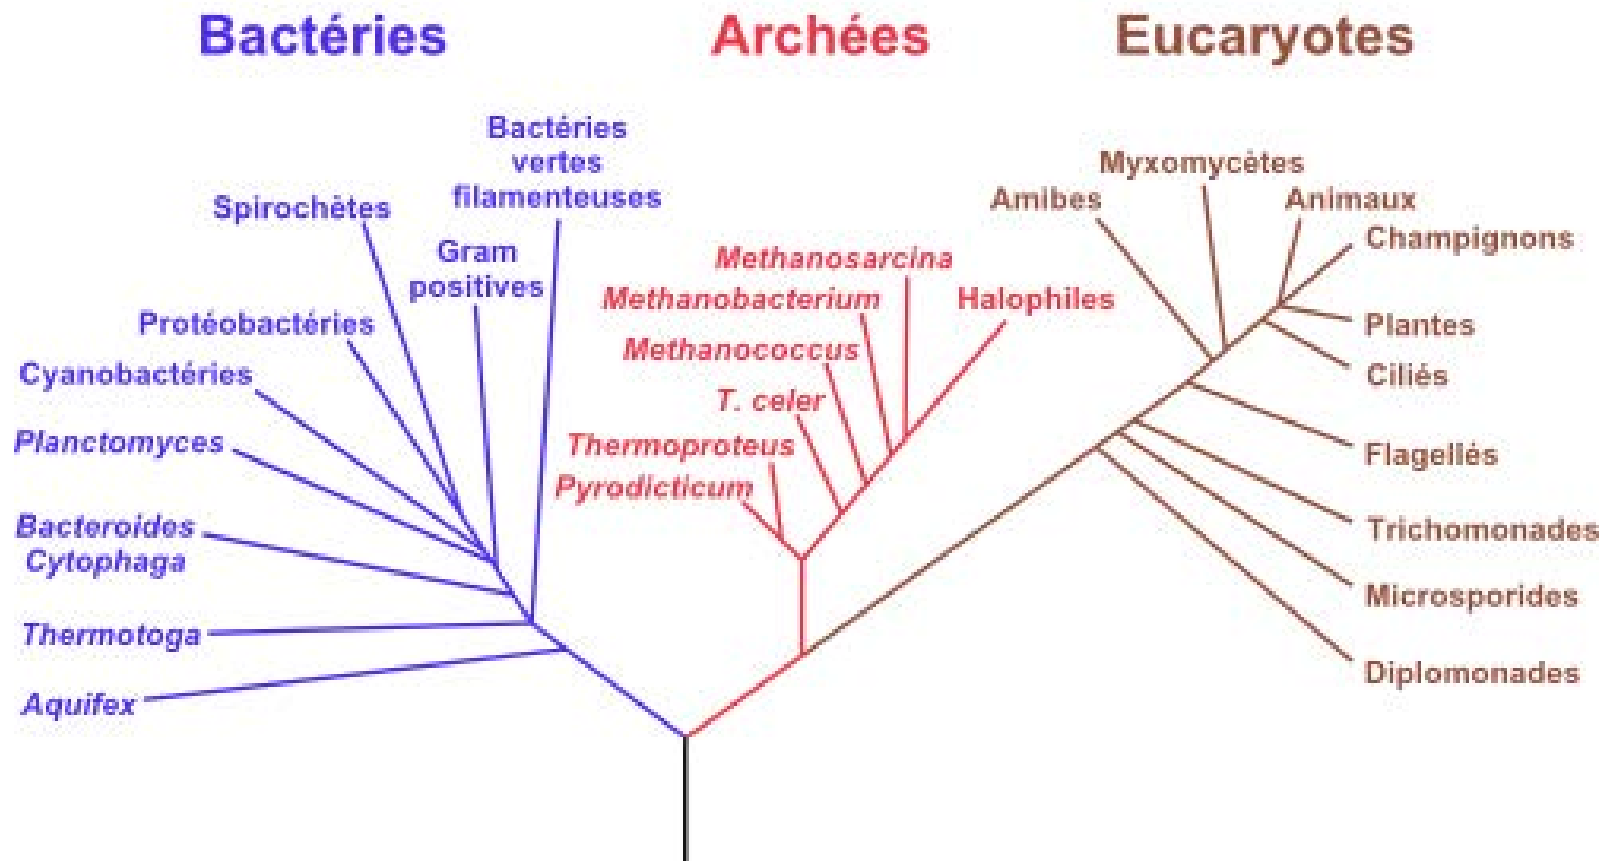 Bactéries
Archées
Eucaryotes
Bactéries
vertes
filamenteuses
Spirochètes
Gram
positives
Protéobactéries
Cyanobactéries
Planctomyces
Bacteroides
Cytophaga
Thermotoga
Aquifex
Methanosarcina
Methanobacterium
Halophiles
Methanococcus
T. celer
Thermoproteus
Pyrodicticum
Myxomycètes
Amibes
Animaux
Champignons
Plantes
Ciliés
Flagellés
Trichomonades
Microsporides
Diplomonades